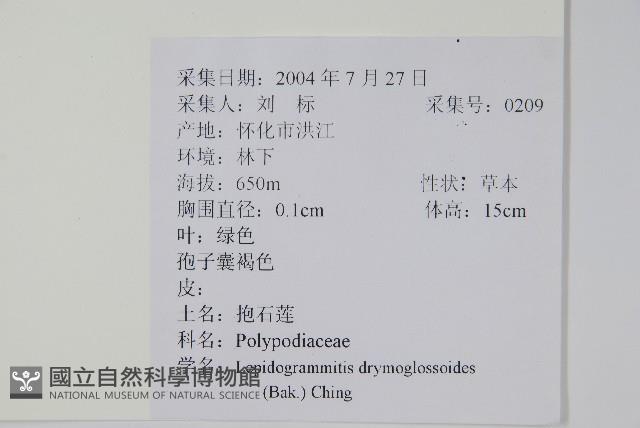 采集日期：2004 年 7 月 27 日
采集人：刘 标 采集号：0209
产地：怀化市洪江
环境：林下
海拔：650m 性状：草本
胸围直径：0.1cm 体高：15cm
叶：绿色
孢子囊褐色
皮：
土名：抱石莲
科名：Polypodiaceae
学名：Lepidogrammitis drymoglossoides
(Bak.) Ching
國立自然科學博物館
NATIONAL MUSEUM OF NATURAL SCIENCE